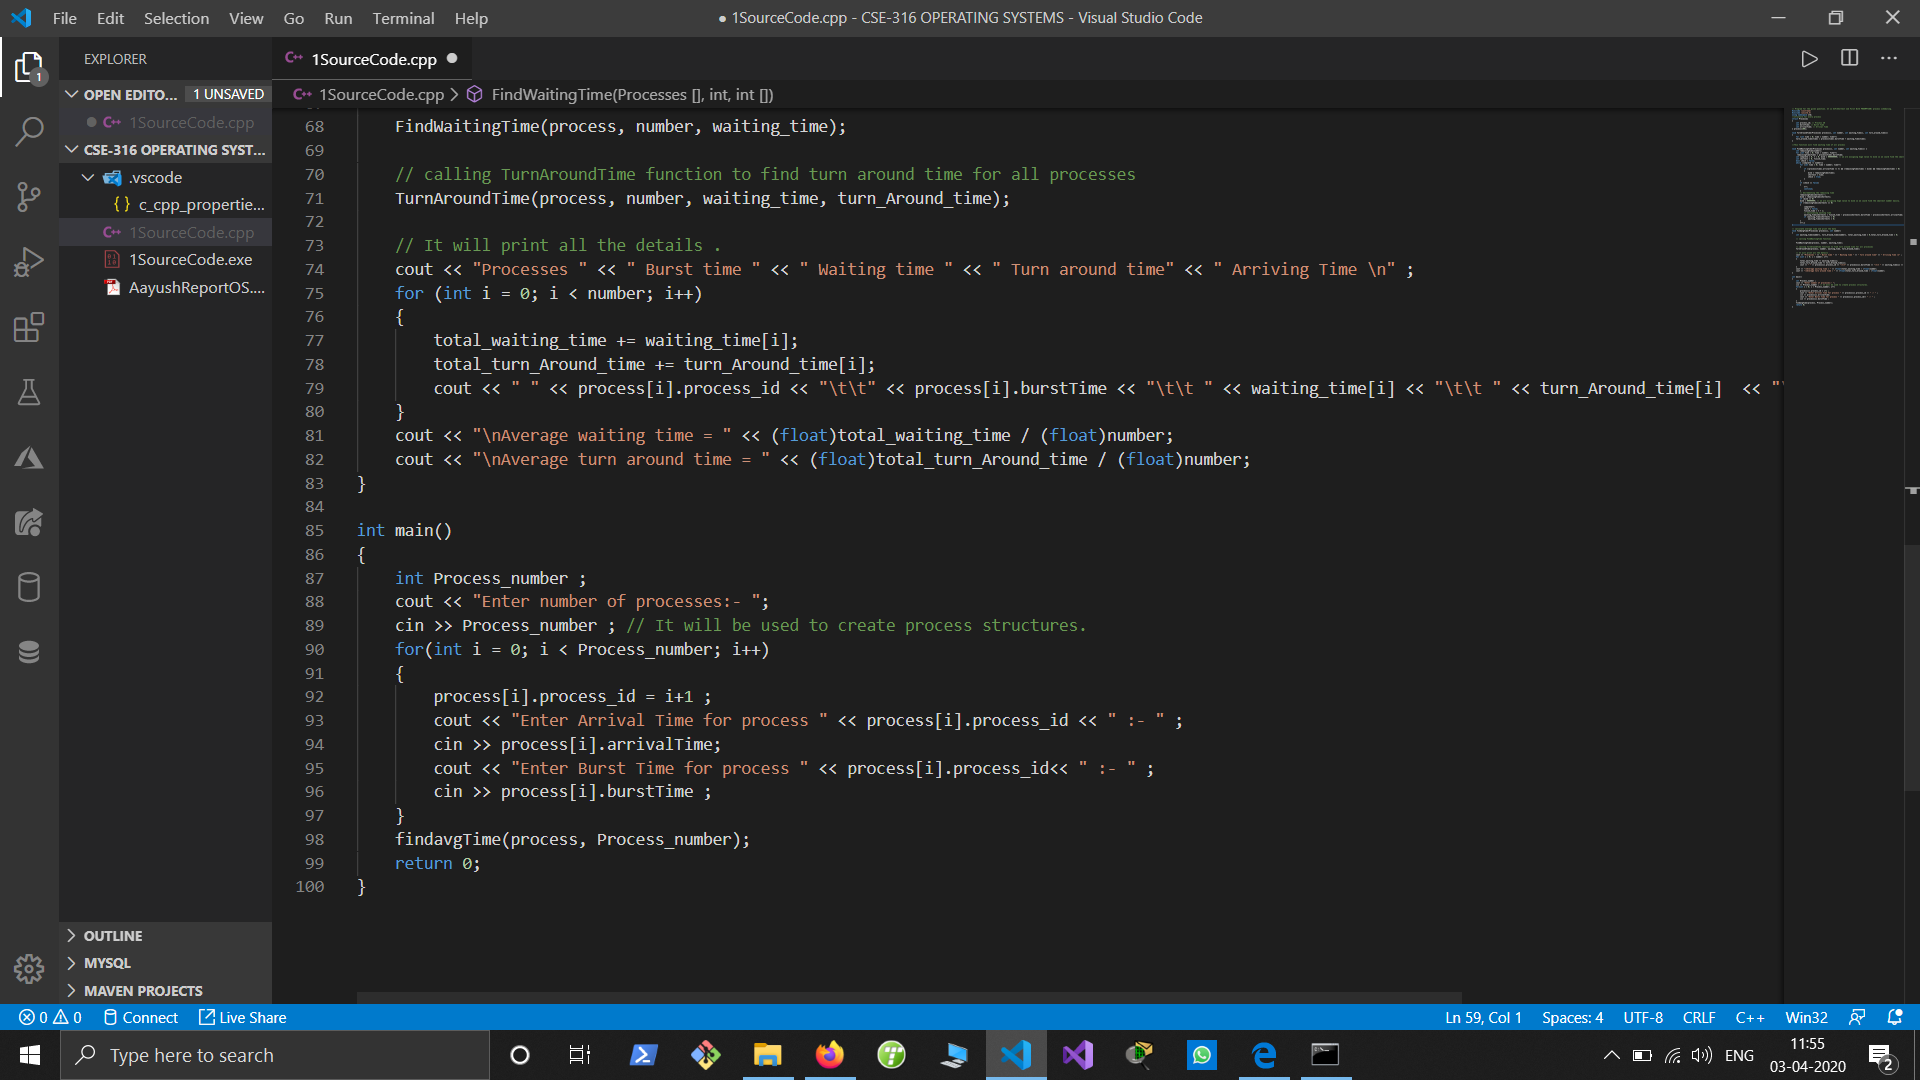 File Edit Selection View Go Run Terminal Help
● 1SourceCode.cpp - CSE-316 OPERATING SYSTEMS - Visual Studio Code
EXPLORER
1
OPEN EDITO... 1 UNSAVED
C++ 1SourceCode.cpp
CSE-316 OPERATING SYST...
.vscode
{} c_cpp_propertie...
C++ 1SourceCode.cpp
1SourceCode.exe
AayushReportOS....
OUTLINE
MYSQL
MAVEN PROJECTS
C++ 1SourceCode.cpp ●
C++ 1SourceCode.cpp > FindWaitingTime(Processes [], int, int [])
68 FindWaitingTime(process, number, waiting_time);
69
70 // calling TurnAroundTime function to find turn around time for all processes
71 TurnAroundTime(process, number, waiting_time, turn_Around_time);
72
73 // It will print all the details .
74 cout << "Processes " << " Burst time " << " Waiting time " << " Turn around time" << " Arriving Time \n" ;
75 for (int i = 0; i < number; i++)
76 {
77 total_waiting_time += waiting_time[i];
78 total_turn_Around_time += turn_Around_time[i];
79 cout << " " << process[i].process_id << "\t\t" << process[i].burstTime << "\t\t " << waiting_time[i] << "\t\t " << turn_Around_time[i]  << "
80 }
81 cout << "\nAverage waiting time = " << (float)total_waiting_time / (float)number;
82 cout << "\nAverage turn around time = " << (float)total_turn_Around_time / (float)number;
83 }
84
85 int main()
86 {
87 int Process_number ;
88 cout << "Enter number of processes:- ";
89 cin >> Process_number ; // It will be used to create process structures.
90 for(int i = 0; i < Process_number; i++)
91 {
92 process[i].process_id = i+1 ;
93 cout << "Enter Arrival Time for process " << process[i].process_id << " :- " ;
94 cin >> process[i].arrivalTime;
95 cout << "Enter Burst Time for process " << process[i].process_id<< " :- " ;
96 cin >> process[i].burstTime ;
97 }
98 findavgTime(process, Process_number);
99 return 0;
100 }
0 0 Connect Live Share
Ln 59, Col 1 Spaces: 4 UTF-8 CRLF C++ Win32
Type here to search
ENG
11:55
03-04-2020
2